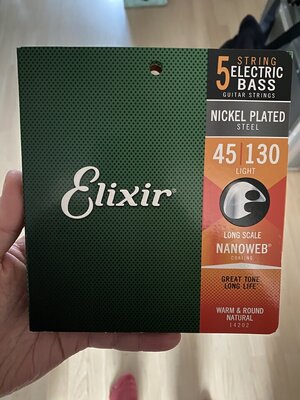 5 STRING
ELECTRIC
BASS
GUITAR STRINGS
NICKEL PLATED
STEEL
45 | 130
LIGHT
Elixir®
LONG SCALE
NANOWEB®
COATING
GREAT TONE
LONG LIFE
WARM & ROUND
NATURAL
14202